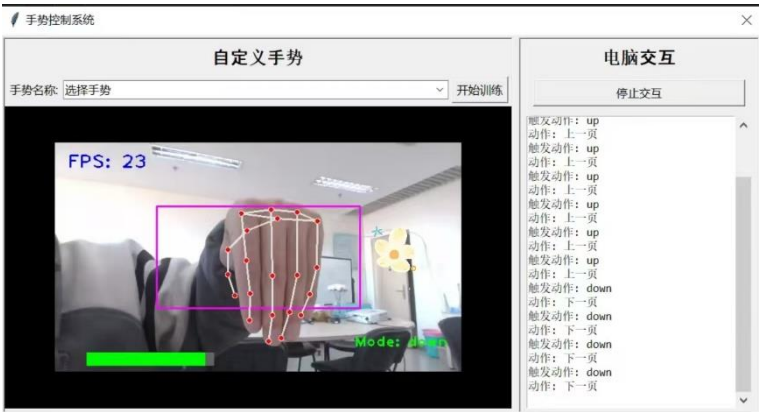 手势控制系统
自定义手势
手势名称: 选择手势
开始训练
FPS: 23
Mode: down
电脑交互
停止交互
触发动作: up
动作: 上一页
触发动作: up
动作: 上一页
触发动作: up
动作: 上一页
触发动作: up
动作: 上一页
触发动作: up
动作: 上一页
触发动作: up
动作: 上一页
触发动作: down
动作: 下一页
触发动作: down
动作: 下一页
触发动作: down
动作: 下一页
触发动作: down
动作: 下一页